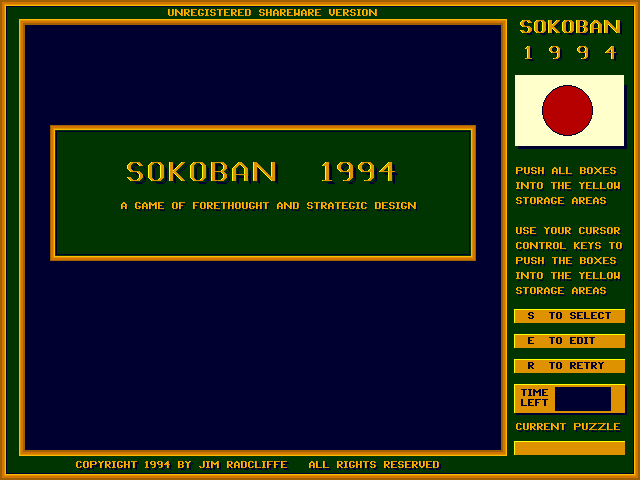 UNREGISTERED SHAREWARE VERSION
SOKOBAN 1994
A GAME OF FORETHOUGHT AND STRATEGIC DESIGN
COPYRIGHT 1994 BY JIM RADCLIFFE ALL RIGHTS RESERVED
SOKOBAN
1 9 9 4
PUSH ALL BOXES
INTO THE YELLOW
STORAGE AREAS
USE YOUR CURSOR
CONTROL KEYS TO
PUSH THE BOXES
INTO THE YELLOW
STORAGE AREAS
S TO SELECT
E TO EDIT
R TO RETRY
TIME
LEFT
CURRENT PUZZLE